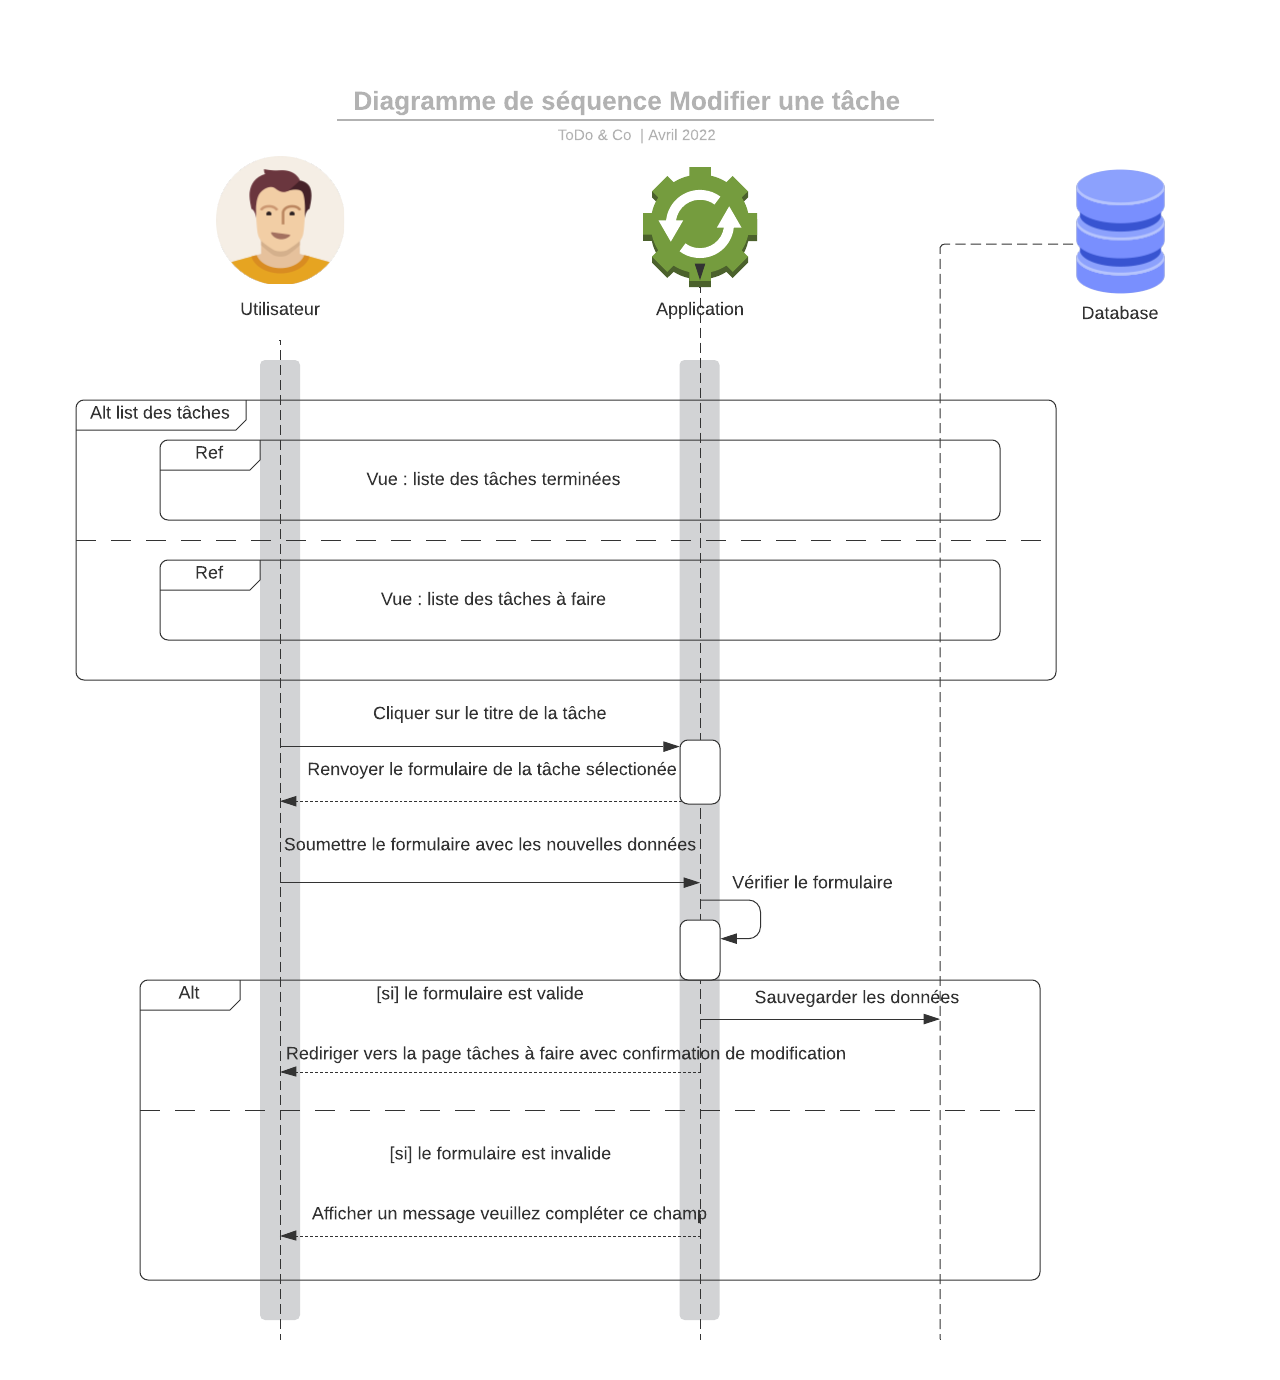 Diagramme de séquence Modifier une tâche
ToDo & Co | Avril 2022
Utilisateur
Application
Database
Alt list des tâches
Ref
Vue : liste des tâches terminées
Ref
Vue : liste des tâches à faire
Cliquer sur le titre de la tâche
Renvoyer le formulaire de la tâche sélectionée
Soumettre le formulaire avec les nouvelles données
Vérifier le formulaire
Alt
[si] le formulaire est valide
Sauvegarder les données
Rediriger vers la page tâches à faire avec confirmation de modification
[si] le formulaire est invalide
Afficher un message veuillez compléter ce champ